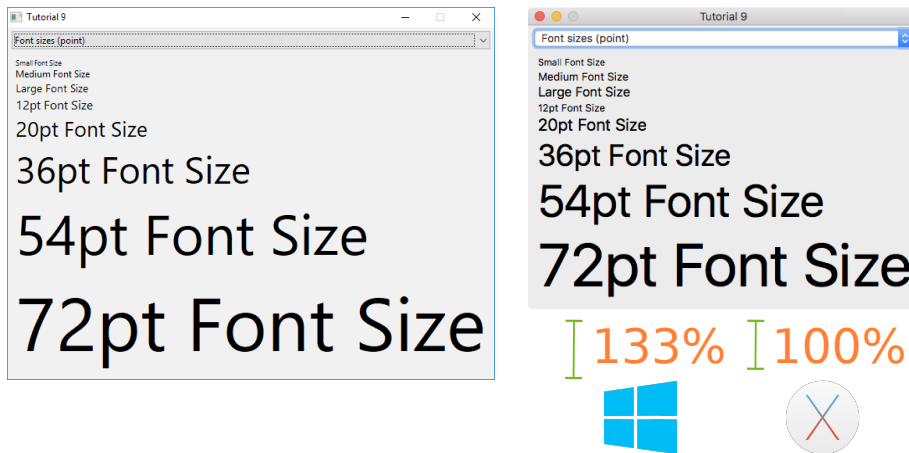 Tutorial 9
Font sizes (point)
Small Font Size
Medium Font Size
Large Font Size
12pt Font Size
20pt Font Size
36pt Font Size
54pt Font Size
72pt Font Size
Tutorial 9
Font sizes (point)
Small Font Size
Medium Font Size
Large Font Size
12pt Font Size
20pt Font Size
36pt Font Size
54pt Font Size
72pt Font Size
133%
100%